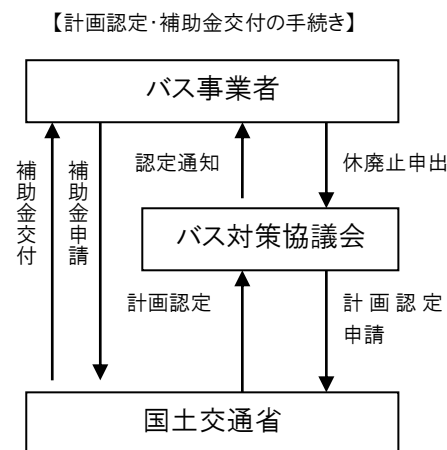 【計画認定・補助金交付の手続き】
バス事業者
補助金交付
補助金申請
認定通知
休廃止申出
バス対策協議会
計画認定
計画認定
申請
国土交通省